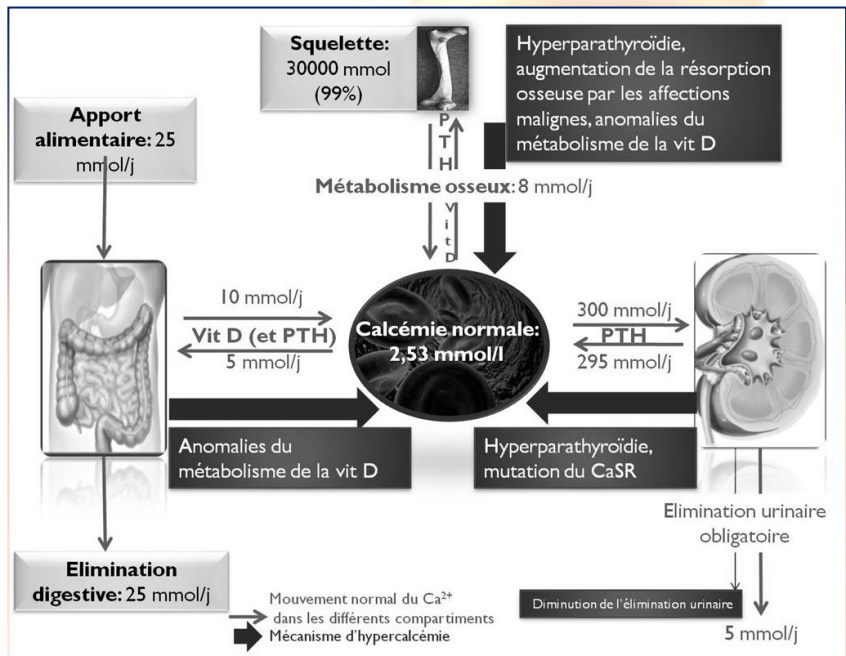 Squelette:
30000 mmol
(99%)
Hyperparathyroïdie,
augmentation de la résorption
osseuse par les affections
malignes, anomalies du
métabolisme de la vit D
Apport
alimentaire: 25
mmol/j
PTH
Métabolisme osseux: 8 mmol/j
VitD
10 mmol/j
Vit D (et PTH)
5 mmol/j
Calcémie normale:
2,53 mmol/l
300 mmol/j
PTH
295 mmol/j
Anomalies du
métabolisme de la vit D
Hyperparathyroïdie,
mutation du CaSR
Elimination urinaire
obligatoire
Elimination
digestive: 25 mmol/j
Mouvement normal du Ca²⁺
dans les différents compartiments
Mécanisme d'hypercalcémie
Diminution de l'élimination urinaire
5 mmol/j